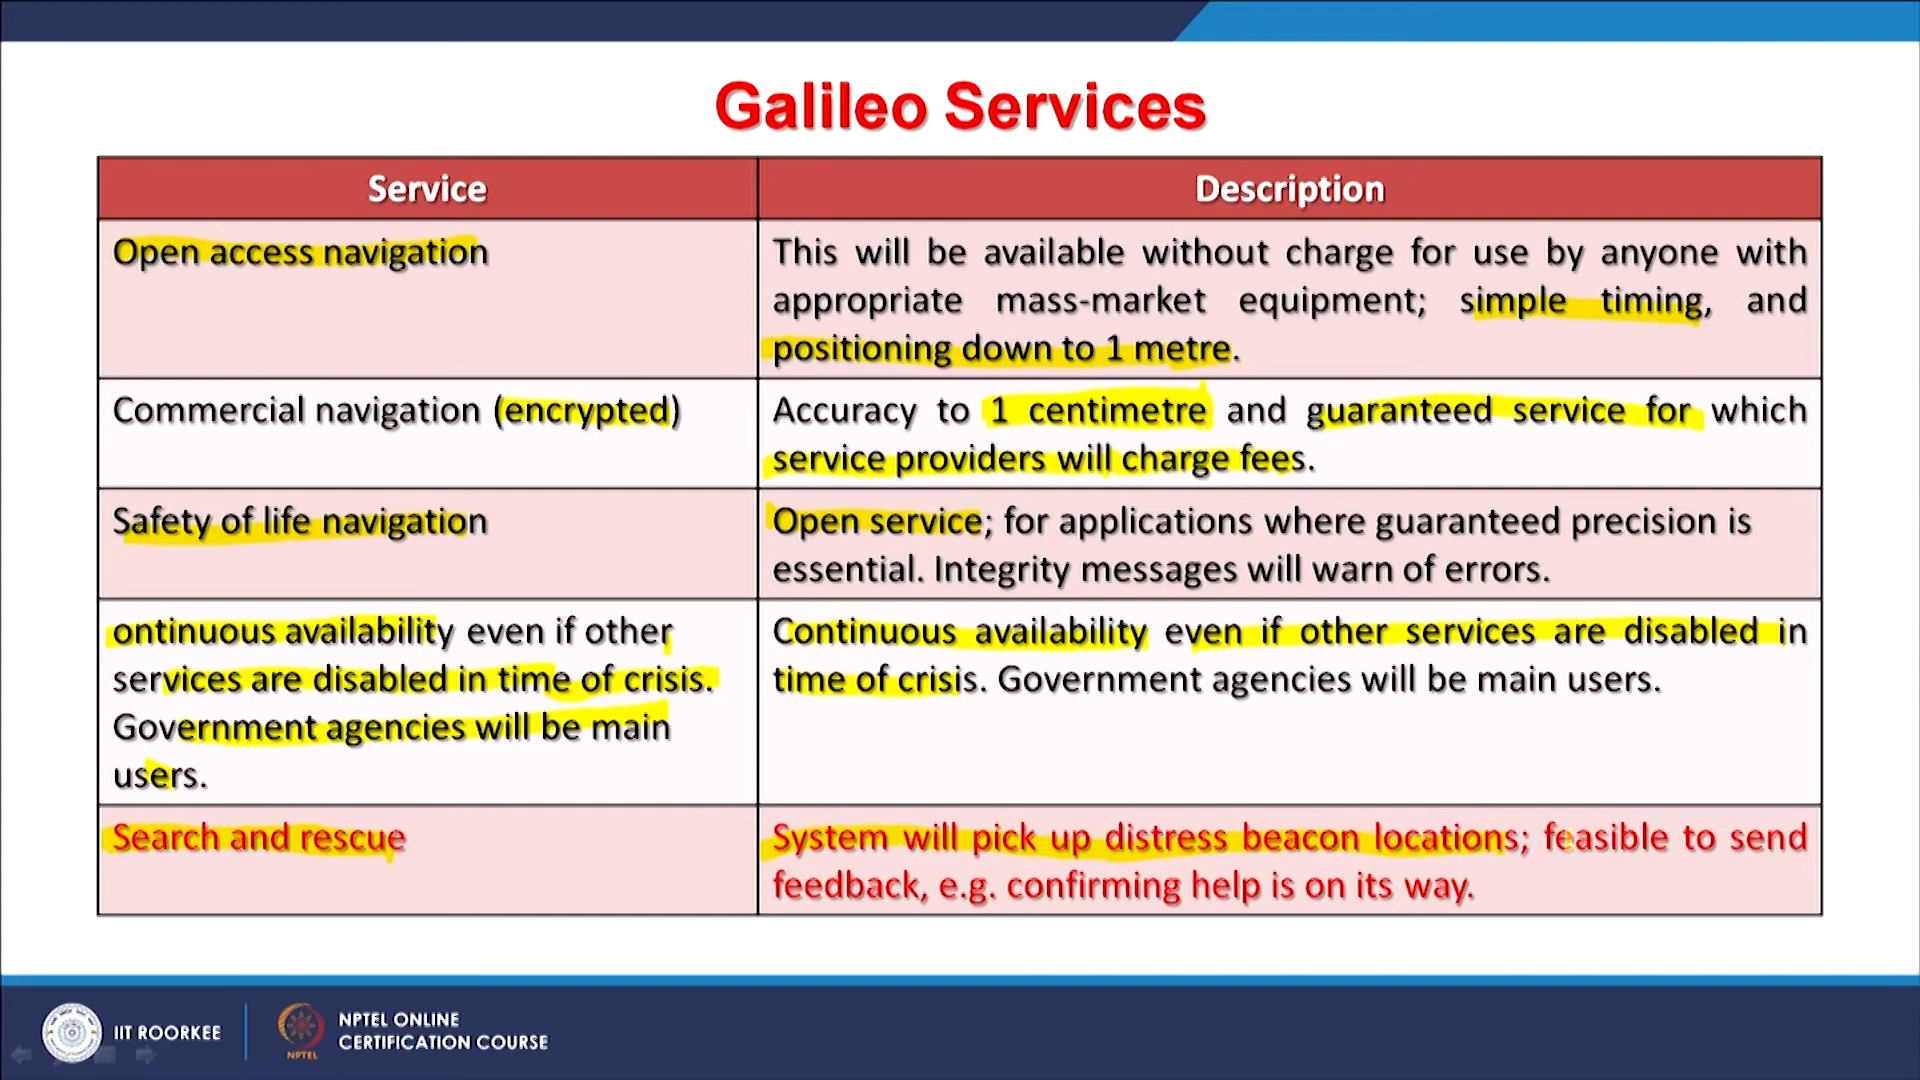 Galileo Services
Service
Description
Open access navigation
This will be available without charge for use by anyone with
appropriate mass-market equipment; simple timing, and
positioning down to 1 metre.
Commercial navigation (encrypted)
Accuracy to 1 centimetre and guaranteed service for which
service providers will charge fees.
Safety of life navigation
Open service; for applications where guaranteed precision is
essential. Integrity messages will warn of errors.
ontinuous availability even if other
services are disabled in time of crisis.
Government agencies will be main
users.
Continuous availability even if other services are disabled in
time of crisis. Government agencies will be main users.
Search and rescue
System will pick up distress beacon locations; feasible to send
feedback, e.g. confirming help is on its way.
IIT ROORKEE
NPTEL
NPTEL ONLINE
CERTIFICATION COURSE